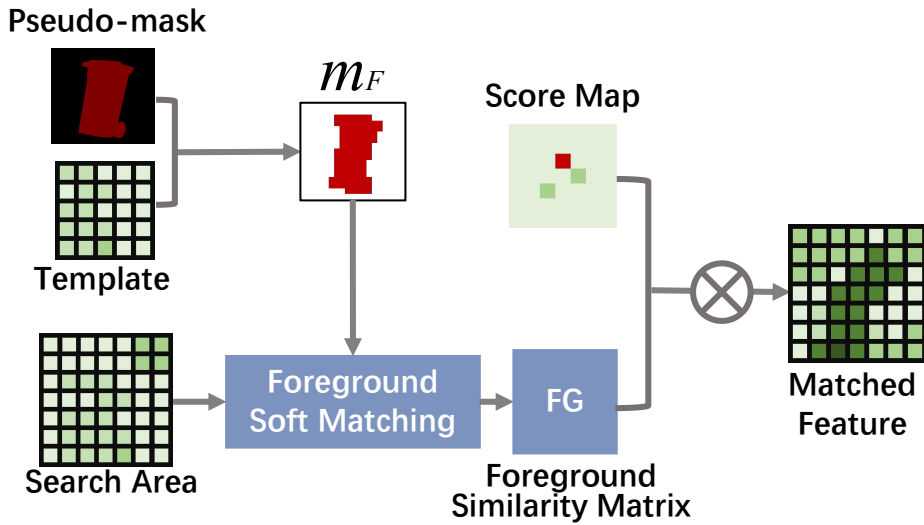 Pseudo-mask
m_F
Score Map
Template
Foreground
Soft Matching
FG
Matched
Feature
Search Area
Foreground
Similarity Matrix